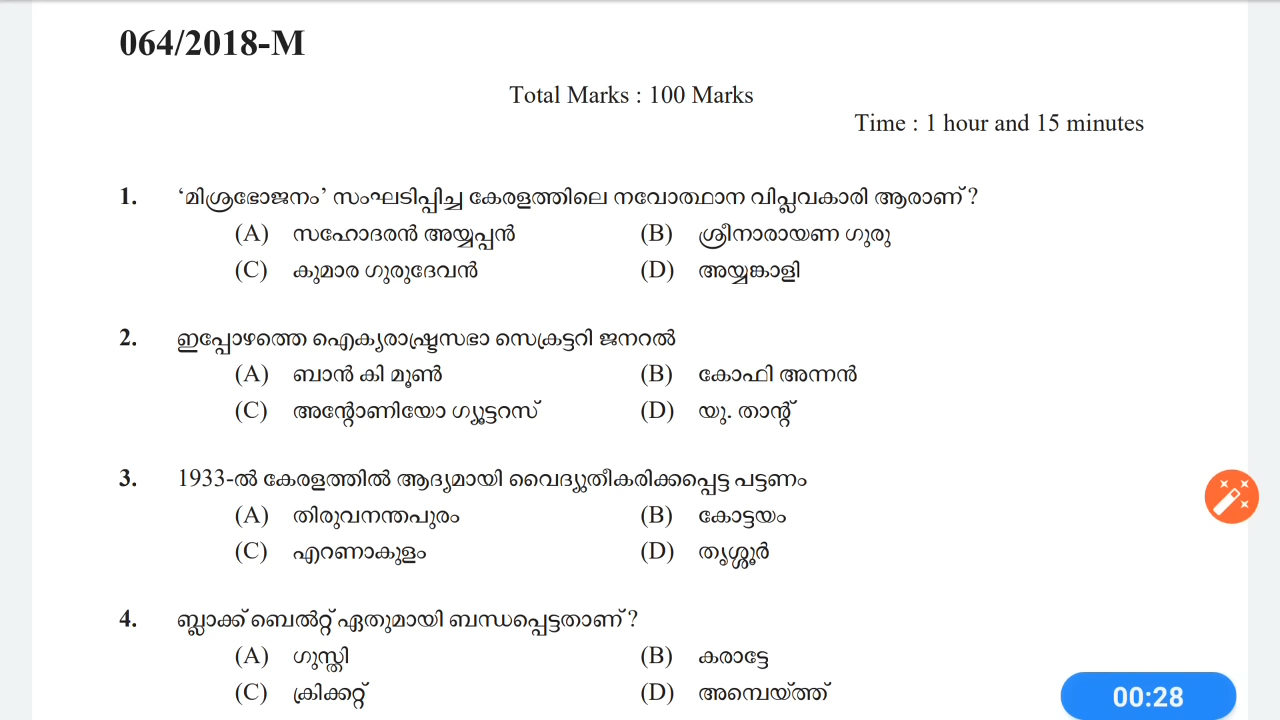 064/2018-M
Total Marks : 100 Marks
Time : 1 hour and 15 minutes
1. ‘മിശ്രഭോജനം’ സംഘടിപ്പിച്ച കേരളത്തിലെ നവോത്ഥാന വിപ്ലവകാരി ആരാണ് ?
(A) സഹോദരൻ അയ്യപ്പൻ (B) ശ്രീനാരായണ ഗുരു
(C) കുമാര ഗുരുദേവൻ (D) അയ്യങ്കാളി
2. ഇപ്പോഴത്തെ ഐക്യരാഷ്ട്രസഭാ സെക്രട്ടറി ജനറൽ
(A) ബാൻ കി മൂൺ (B) കോഫി അന്നൻ
(C) അന്റോണിയോ ഗ്യൂട്ടറസ് (D) യു. താന്റ്
3. 1933-ൽ കേരളത്തിൽ ആദ്യമായി വൈദ്യുതീകരിക്കപ്പെട്ട പട്ടണം
(A) തിരുവനന്തപുരം (B) കോട്ടയം
(C) എറണാകുളം (D) തൃശ്ശൂർ
4. ബ്ലാക്ക് ബെൽറ്റ് ഏതുമായി ബന്ധപ്പെട്ടതാണ് ?
(A) ഗുസ്തി (B) കരാട്ടേ
(C) ക്രിക്കറ്റ് (D) അമ്പെയ്ത്ത്
00:28